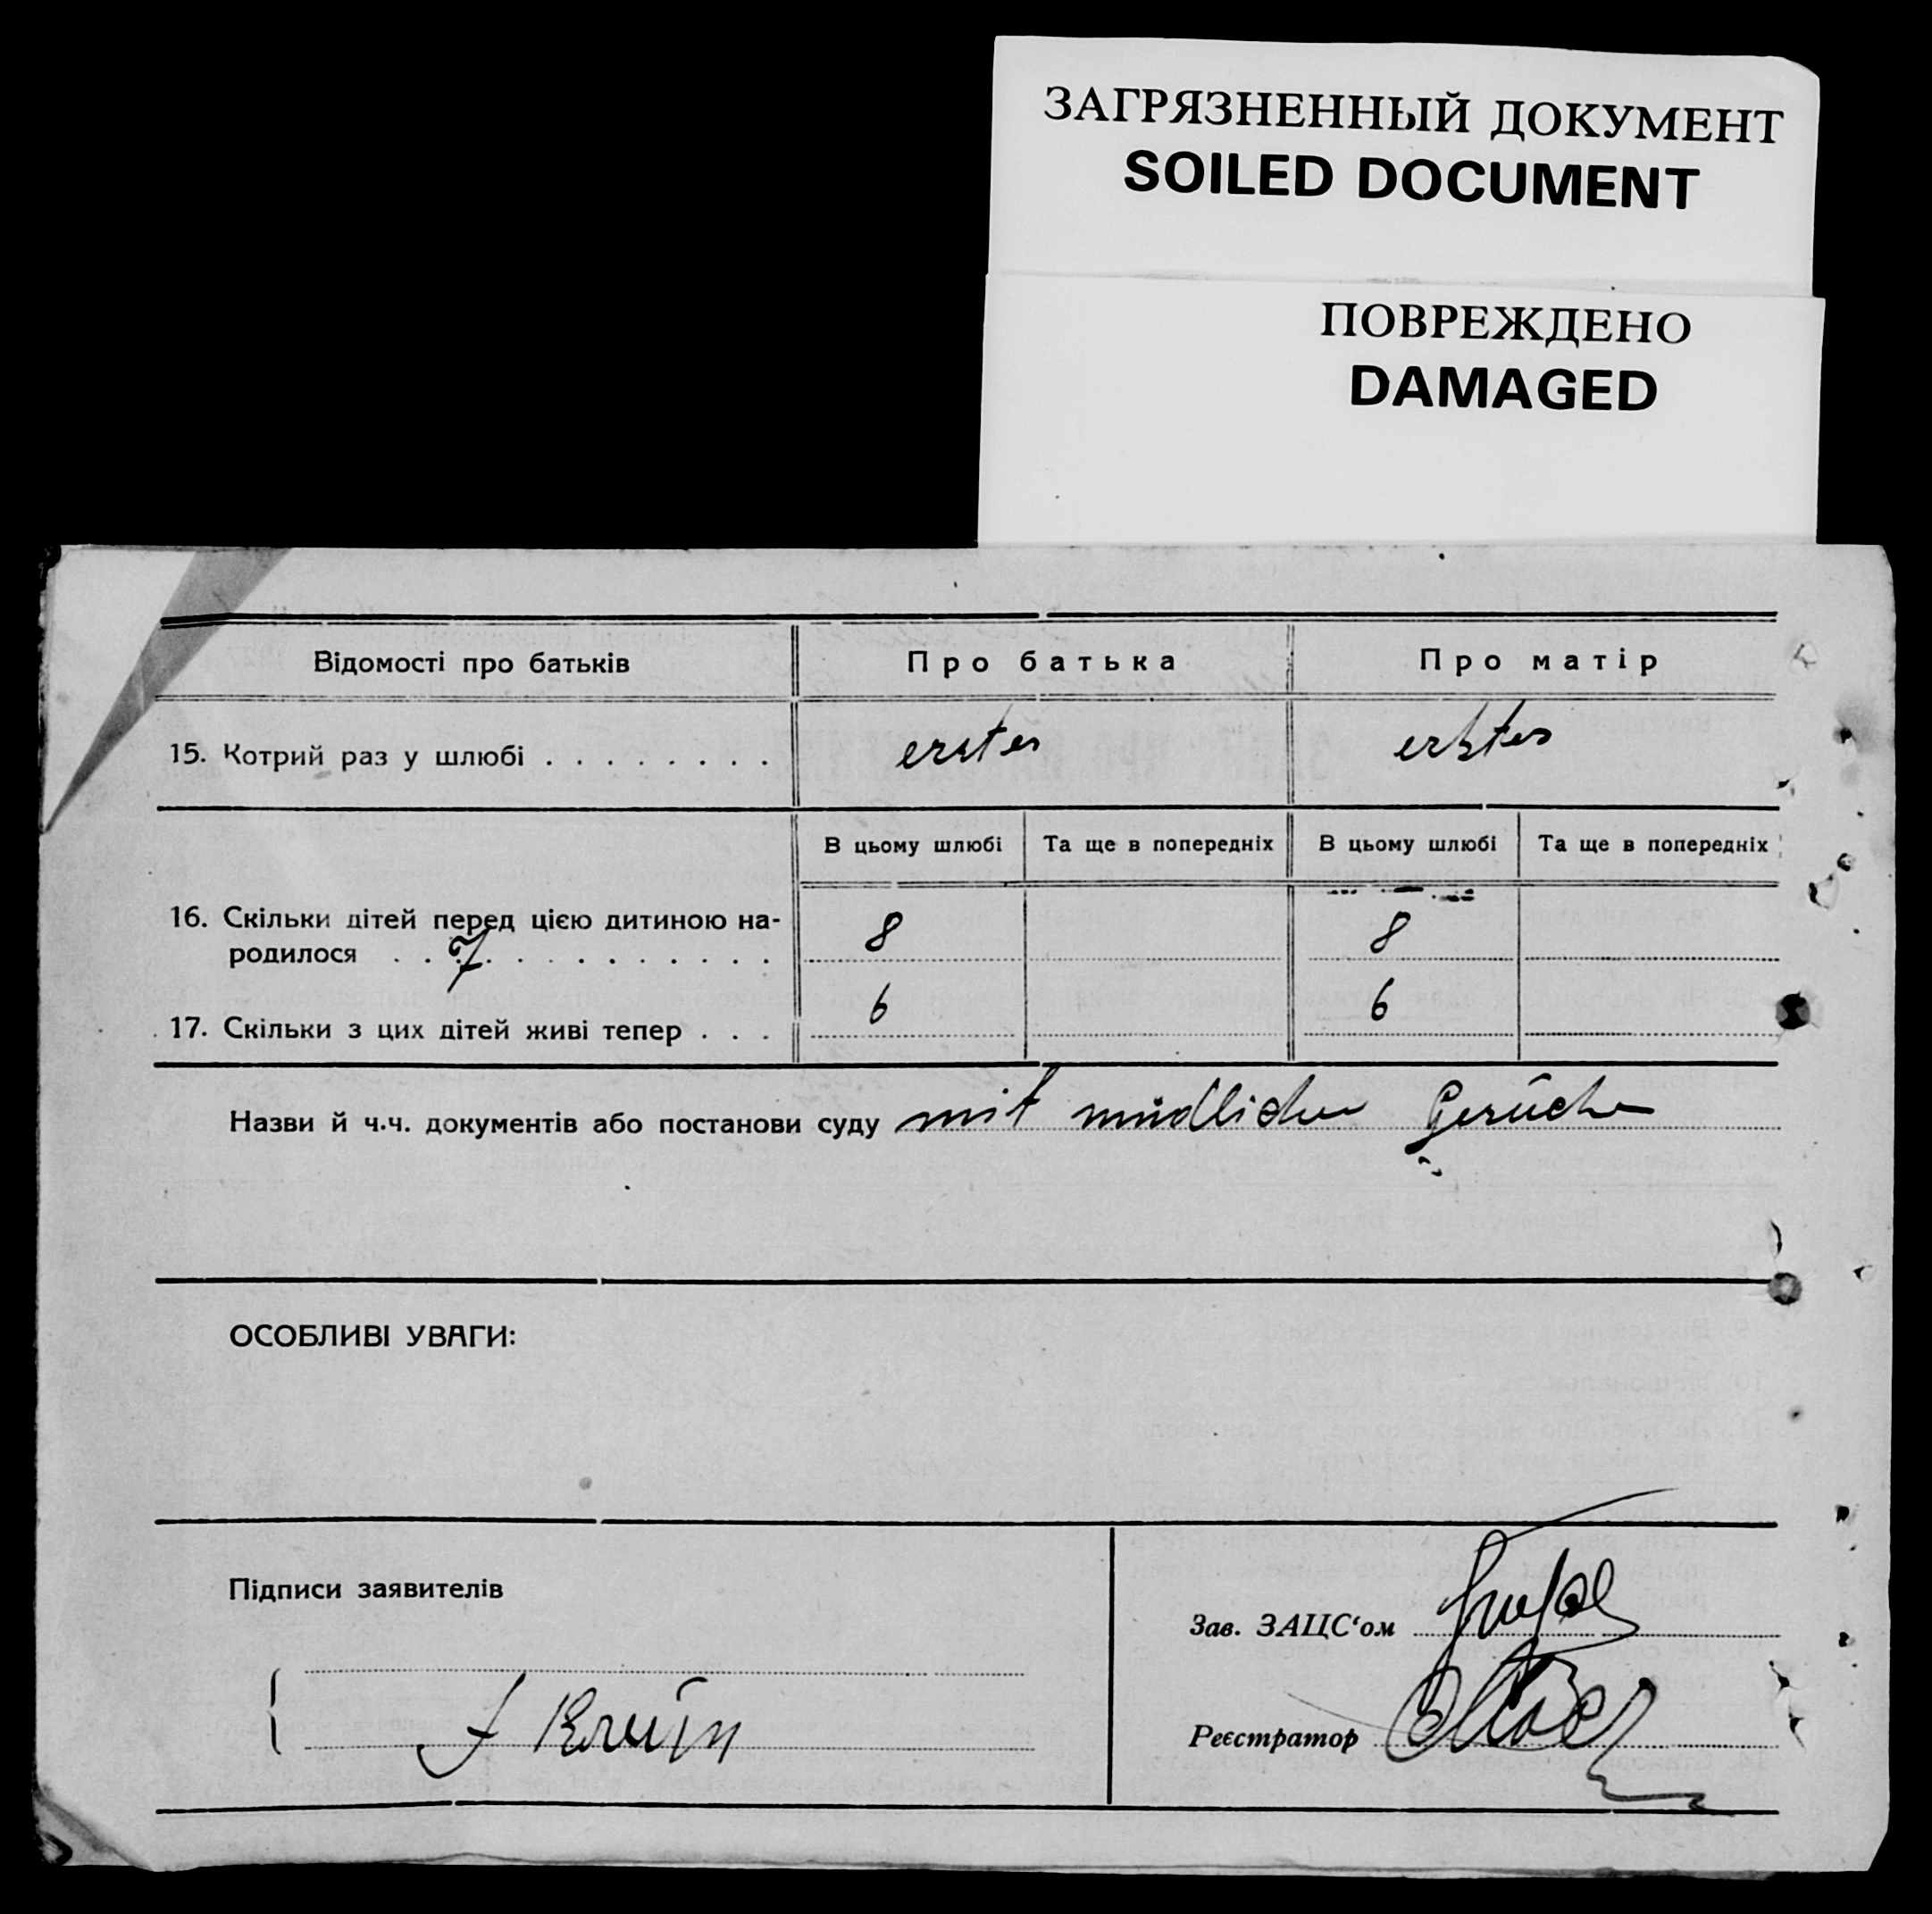 ЗАГРЯЗНЕННЫЙ ДОКУМЕНТ
SOILED DOCUMENT
ПОВРЕЖДЕНО
DAMAGED
Відомості про батьків Про батька Про матір
15. Котрий раз у шлюбі . . . . . . . . erstes erstes
В цьому шлюбі Та ще в попередніх В цьому шлюбі Та ще в попередніх
16. Скільки дітей перед цією дитиною на-
родилося . . 7 . . . . . . . . . . . 8 8
17. Скільки з цих дітей живі тепер . . . 6 6
Назви й ч.ч. документів або постанови суду mit
ОСОБЛИВІ УВАГИ:
Підписи заявителів
Зав. ЗАЦС‘ом
Реєстратор